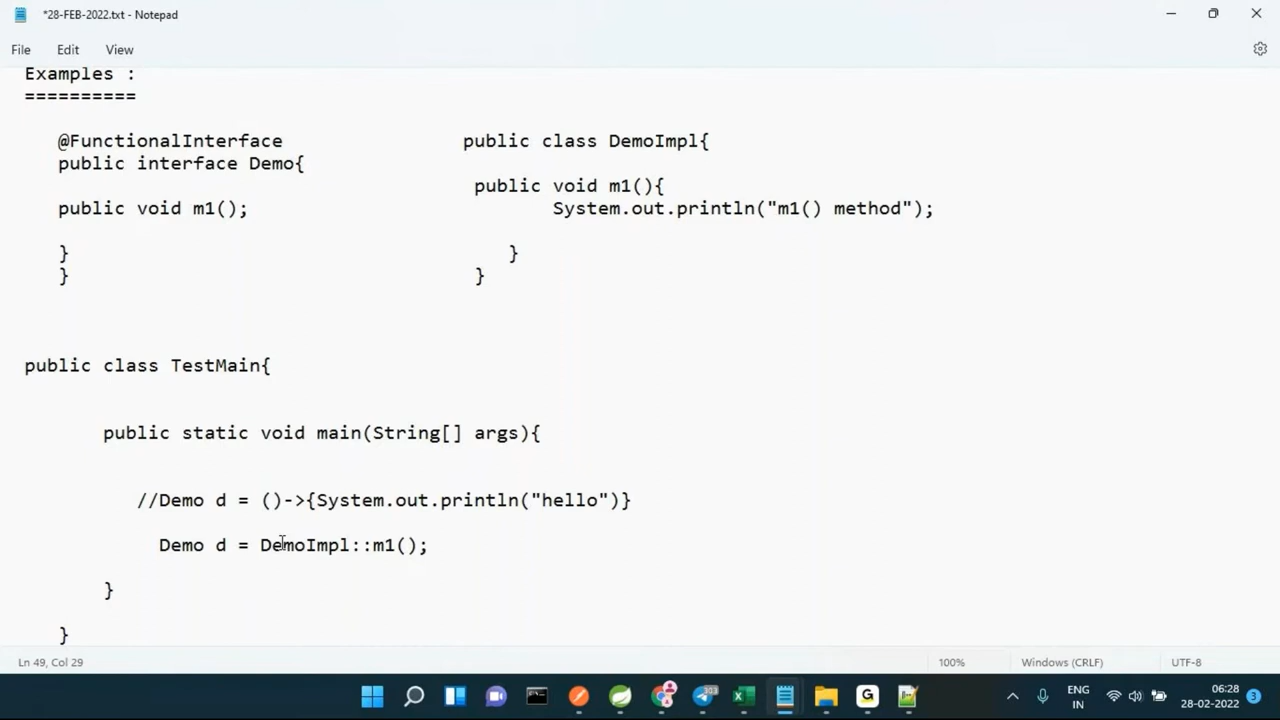 *28-FEB-2022.txt - Notepad
File Edit View
Examples :
==========
@FunctionalInterface public class DemoImpl{
public interface Demo{
public void m1(){
public void m1(); System.out.println("m1() method");
} }
} }
public class TestMain{
public static void main(String[] args){
//Demo d = ()->{System.out.println("hello")}
Demo d = DemoImpl::m1();
}
}
Ln 49, Col 29 100% Windows (CRLF) UTF-8
ENG 06:28
IN 28-02-2022 3